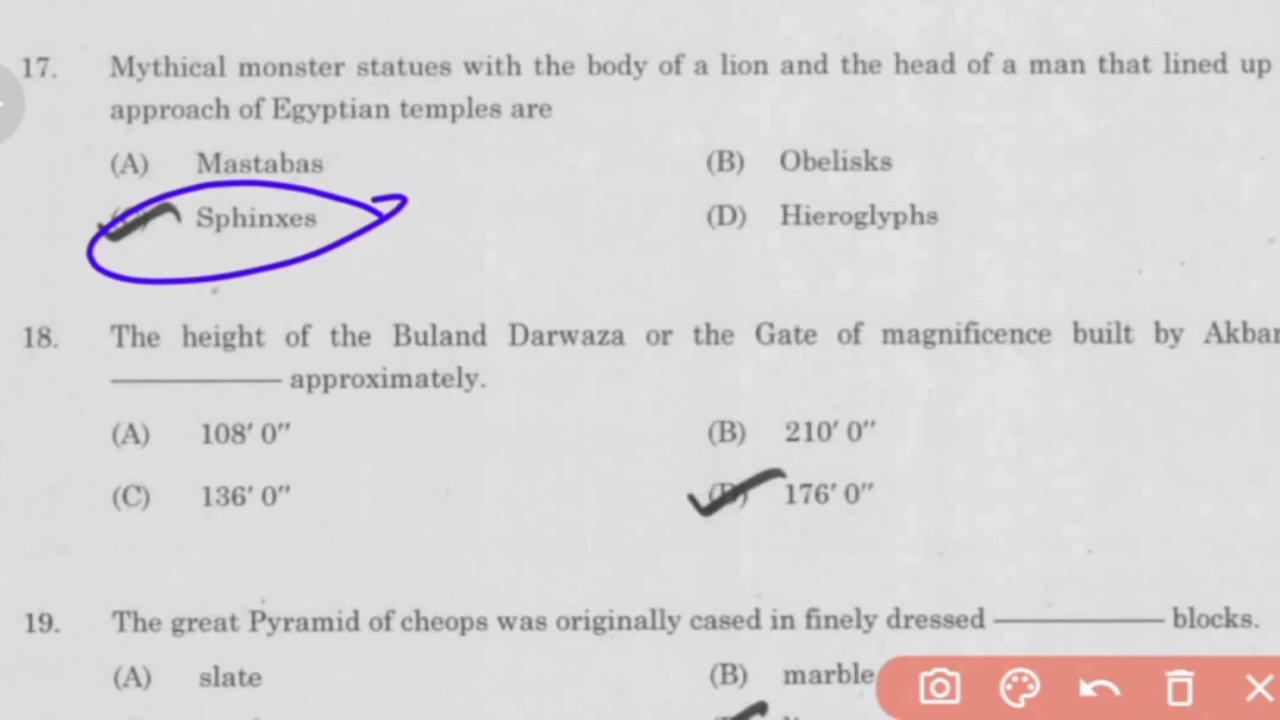 17. Mythical monster statues with the body of a lion and the head of a man that lined up
approach of Egyptian temples are
(A) Mastabas (B) Obelisks
Sphinxes (D) Hieroglyphs
18. The height of the Buland Darwaza or the Gate of magnificence built by Akbar
approximately.
(A) 108′ 0″ (B) 210′ 0″
(C) 136′ 0″ (D) 176′ 0″
19. The great Pyramid of cheops was originally cased in finely dressed ________ blocks.
(A) slate (B) marble